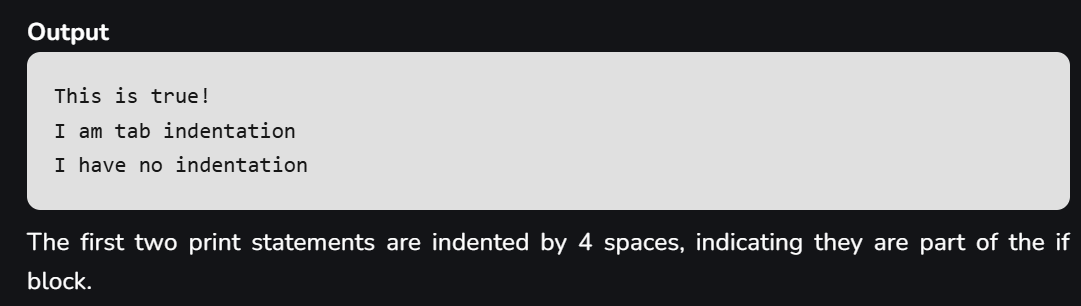 Output
This is true!
I am tab indentation
I have no indentation
The first two print statements are indented by 4 spaces, indicating they are part of the if
block.